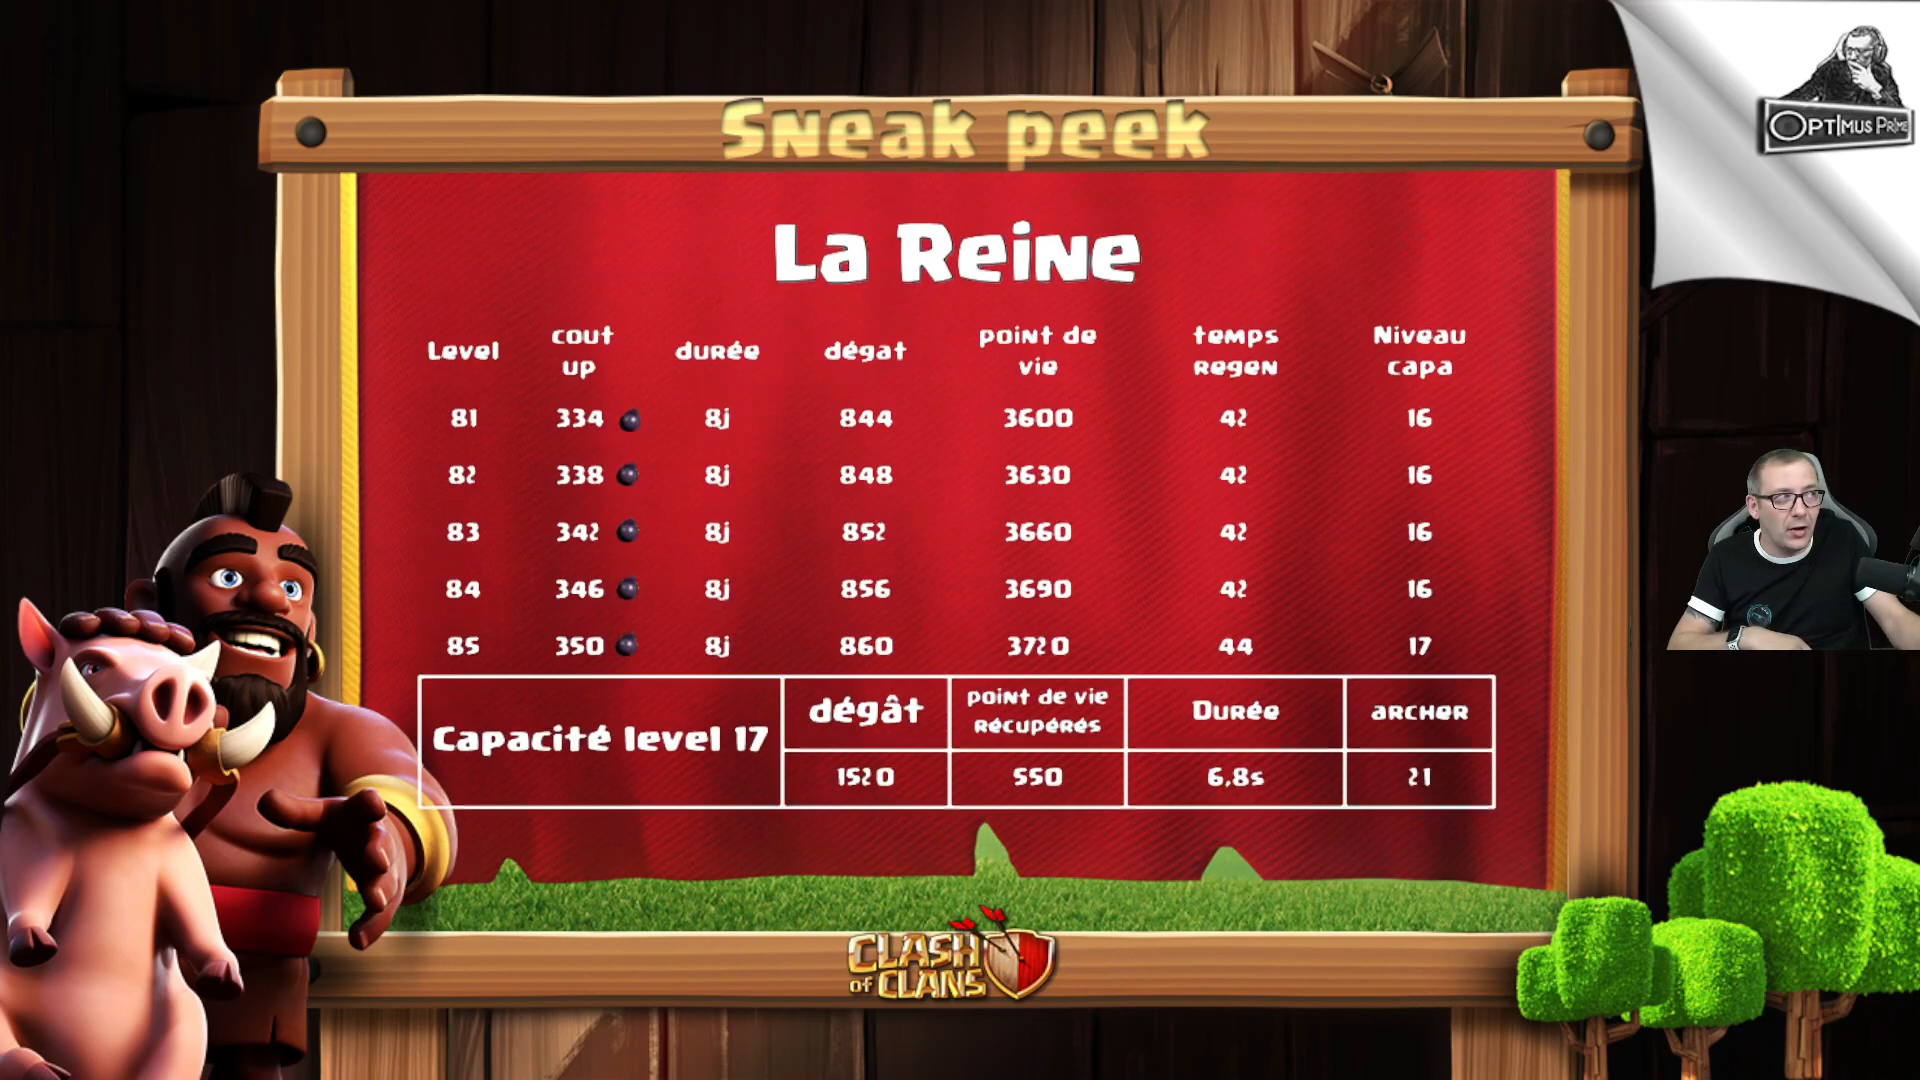 Sneak peek
OPTIMUS PRIME
La Reine
Level cout up durée dégat point de vie temps regen Niveau capa
81 334 8j 844 3600 42 16
82 338 8j 848 3630 42 16
83 342 8j 852 3660 42 16
84 346 8j 856 3690 42 16
85 350 8j 860 3720 44 17
Capacité level 17 dégât point de vie récupérés Durée archer
1520 550 6,8s 21
CLASH
OF CLANS